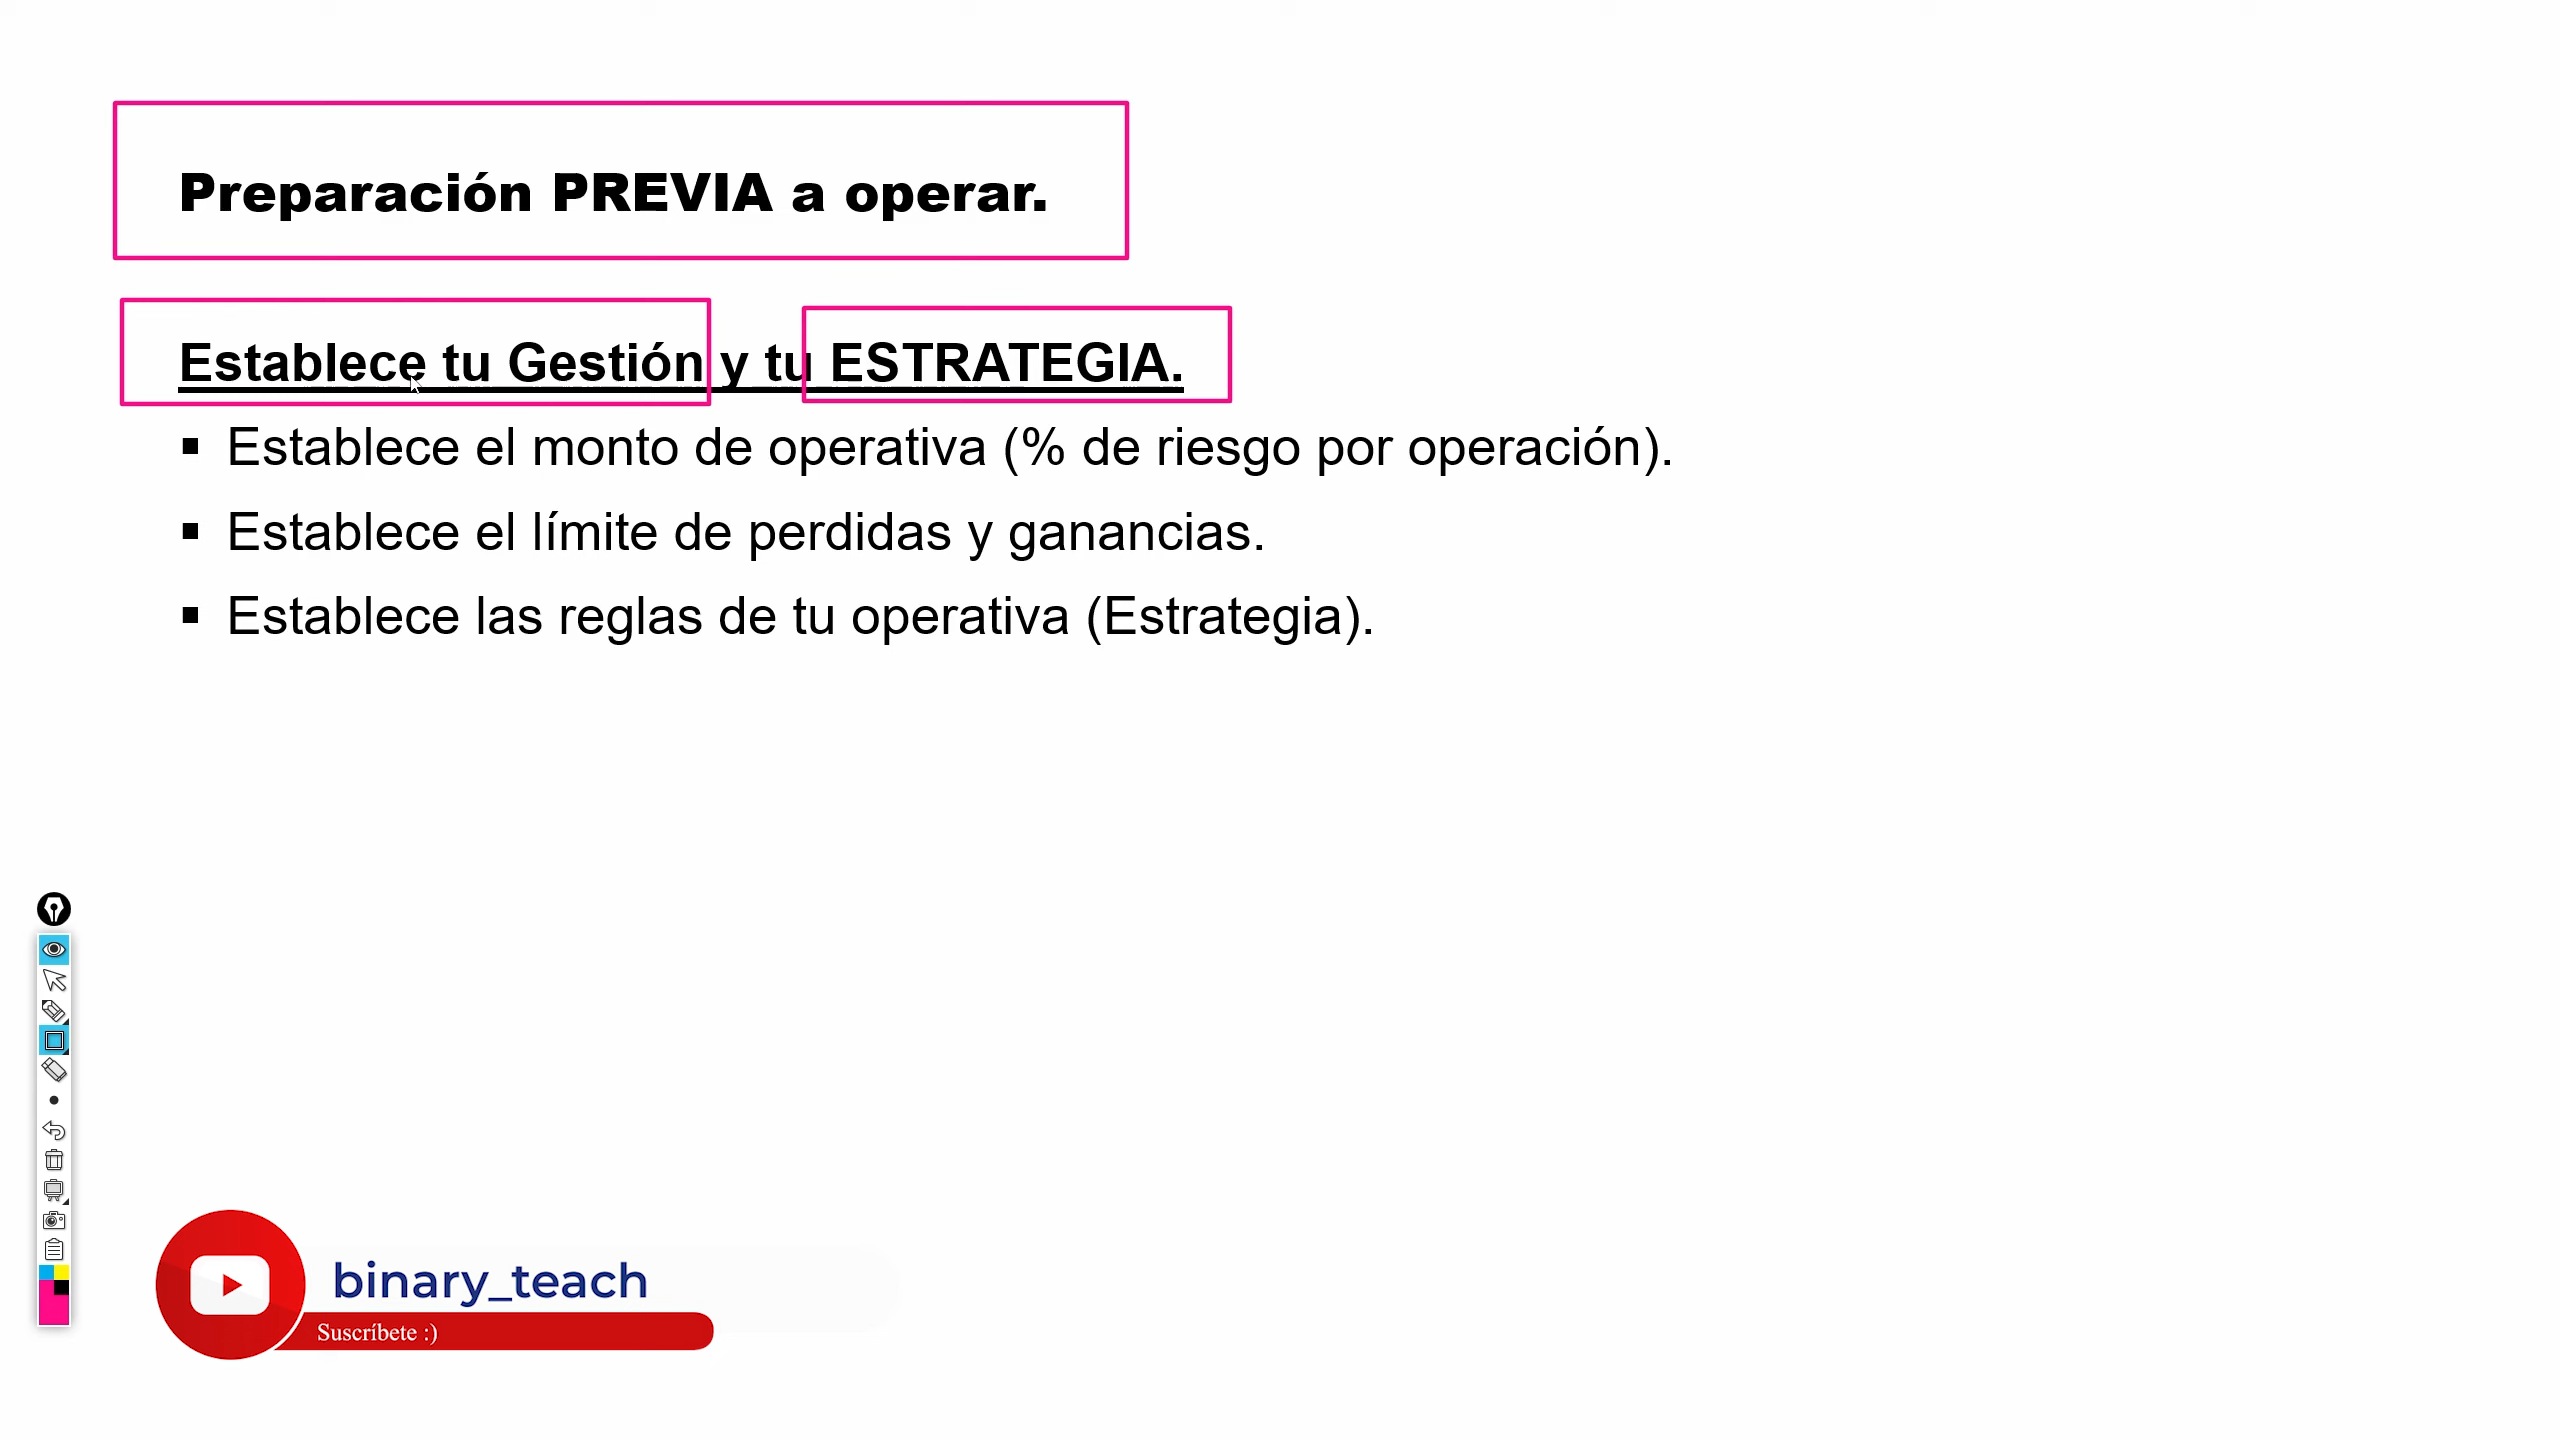 Preparación PREVIA a operar.
Establece tu Gestión y tu ESTRATEGIA.
▪ Establece el monto de operativa (% de riesgo por operación).
▪ Establece el límite de perdidas y ganancias.
▪ Establece las reglas de tu operativa (Estrategia).
binary_teach
Suscríbete :)